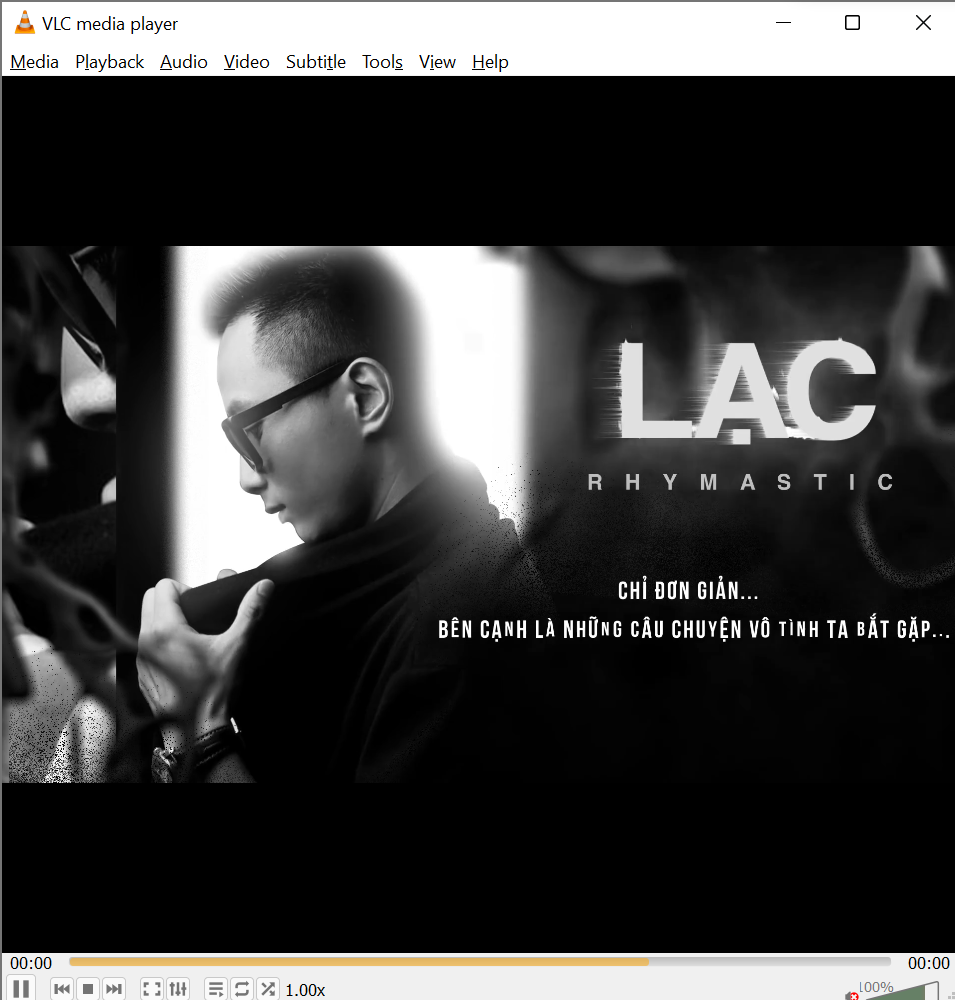 VLC media player
Media Playback Audio Video Subtitle Tools View Help
LẠC
RHYMASTIC
CHỈ ĐƠN GIẢN...
BÊN CẠNH LÀ NHỮNG CÂU CHUYỆN VÔ TÌNH TA BẮT GẶP...
00:00 00:00
1.00x 100%